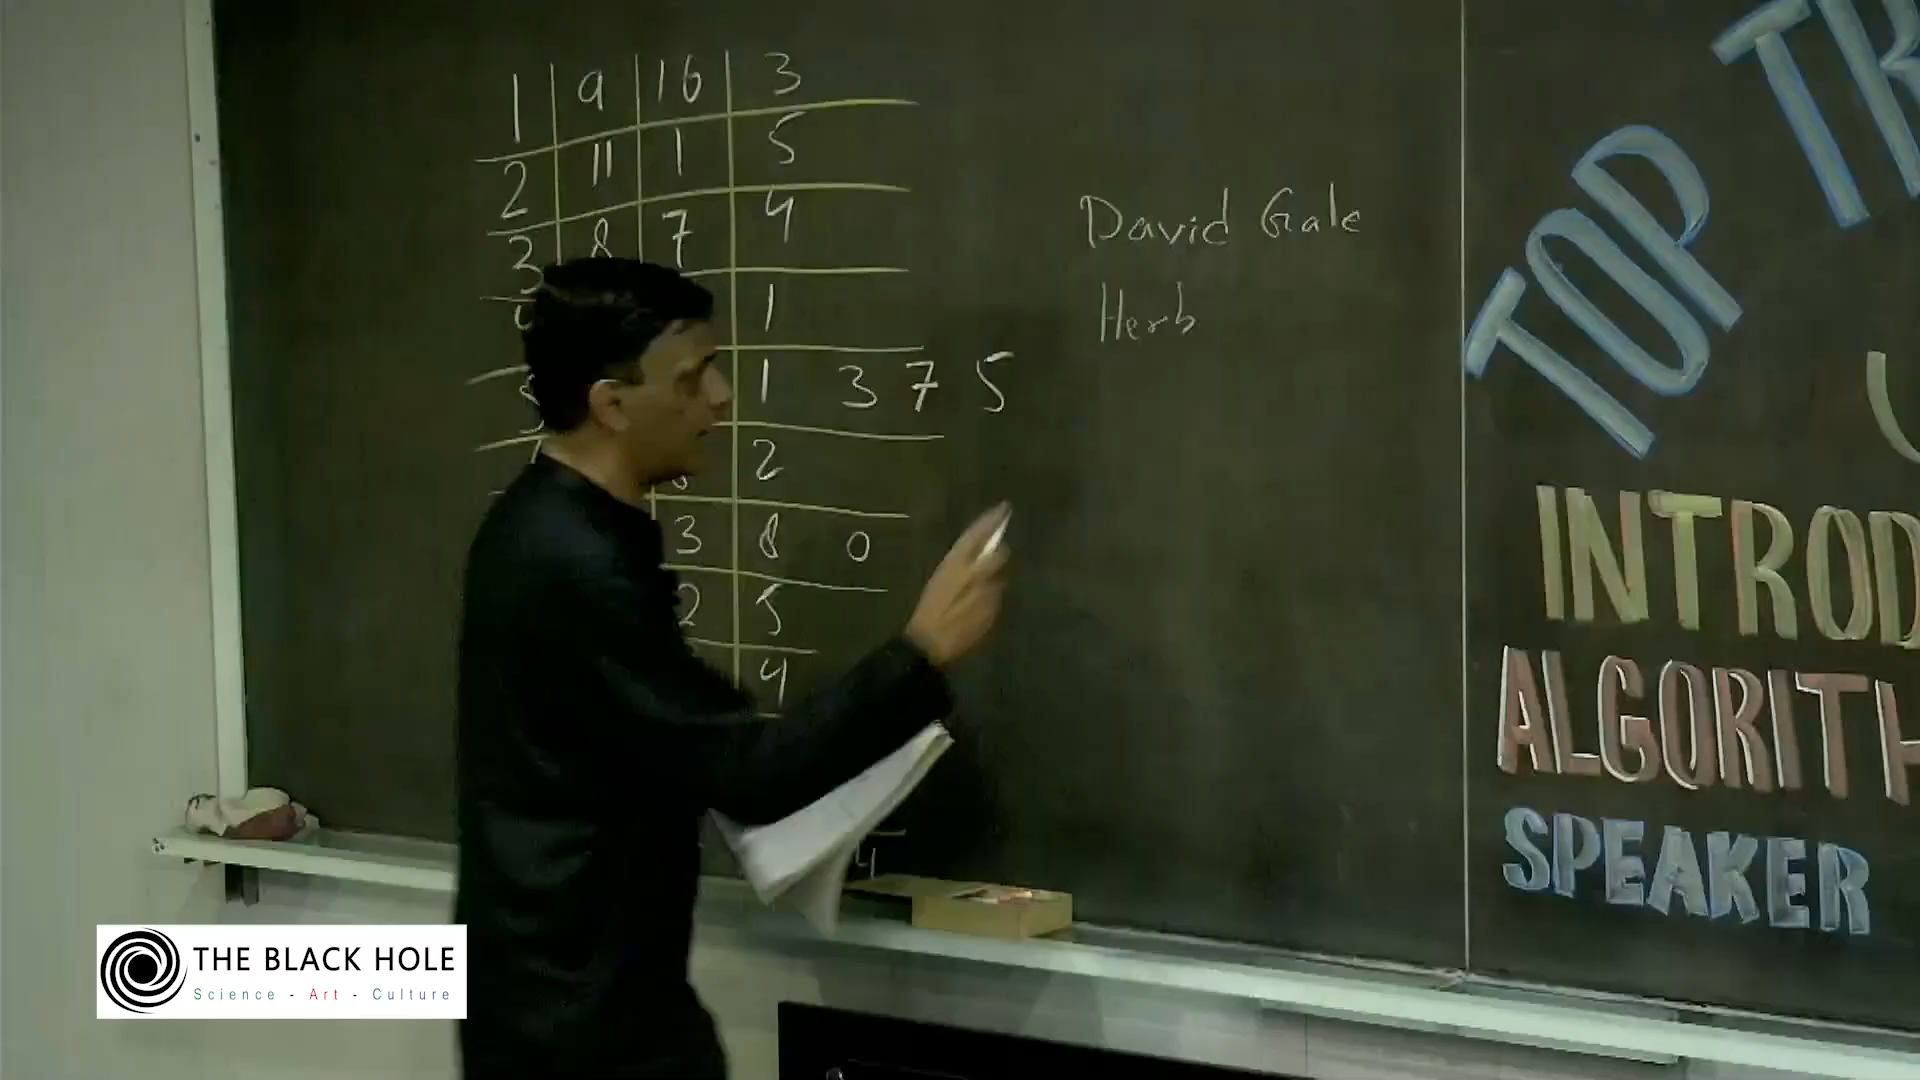 1 9 16 3
2 11 1 5
3 8 7 4
1
1 3 7 5
2
3 8 0
2 5
4
4
David Gale
Herb
TOP TR
INTROD
ALGORITH
SPEAKER
THE BLACK HOLE
Science - Art - Culture